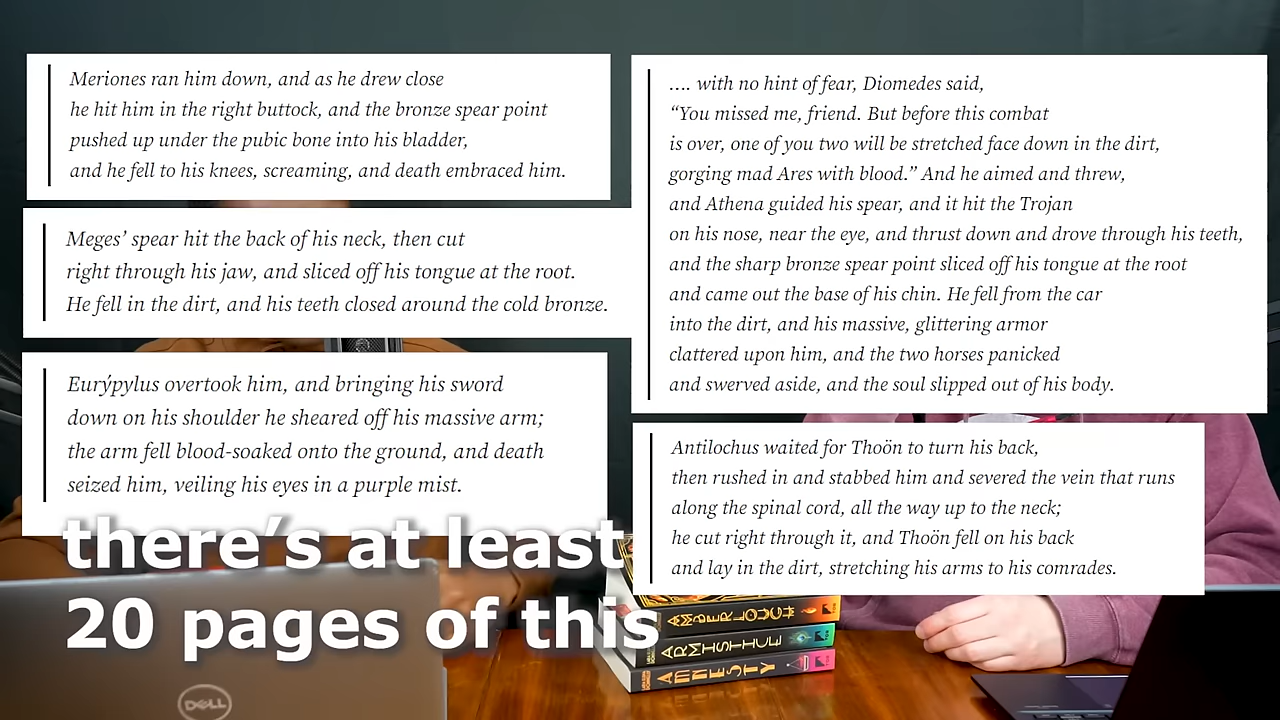 Meriones ran him down, and as he drew close
he hit him in the right buttock, and the bronze spear point
pushed up under the pubic bone into his bladder,
and he fell to his knees, screaming, and death embraced him.
Meges’ spear hit the back of his neck, then cut
right through his jaw, and sliced off his tongue at the root.
He fell in the dirt, and his teeth closed around the cold bronze.
Eurýpylus overtook him, and bringing his sword
down on his shoulder he sheared off his massive arm;
the arm fell blood-soaked onto the ground, and death
seized him, veiling his eyes in a purple mist.
.... with no hint of fear, Diomedes said,
“You missed me, friend. But before this combat
is over, one of you two will be stretched face down in the dirt,
gorging mad Ares with blood.” And he aimed and threw,
and Athena guided his spear, and it hit the Trojan
on his nose, near the eye, and thrust down and drove through his teeth,
and the sharp bronze spear point sliced off his tongue at the root
and came out the base of his chin. He fell from the car
into the dirt, and his massive, glittering armor
clattered upon him, and the two horses panicked
and swerved aside, and the soul slipped out of his body.
Antilochus waited for Thoön to turn his back,
then rushed in and stabbed him and severed the vein that runs
along the spinal cord, all the way up to the neck;
he cut right through it, and Thoön fell on his back
and lay in the dirt, stretching his arms to his comrades.
there’s at least
20 pages of this
AMBERLOUGH
ARMISTICE
AMNESTY
DELL